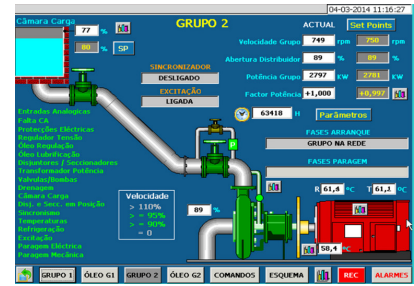 04-03-2014 11:16:27
Câmara Carga
77 %
80 % SP
GRUPO 2
ACTUAL Set Points
Velocidade Grupo 749 rpm 750 rpm
Abertura Distribuidor 89 %
Potência Grupo 2797 KW 2781 KW
Factor Potência +1,000 +0,997
SINCRONIZADOR
DESLIGADO
EXCITAÇÃO
LIGADA
63418 H Parâmetros
FASES ARRANQUE
GRUPO NA REDE
FASES PARAGEM
Entradas Analogicas
Falta CA
Protecções Eléctricas
Regulador Tensão
Óleo Regulação
Óleo Lubrificação
Disjuntores / Seccionadores
Transformador Potência
Valvulas/Bombas
Drenagem
Câmara Carga
Disj. e Secc. em Posição
Sincronismo
Temperaturas
Refrigeração
Excitação
Paragem Eléctrica
Paragem Mecânica
P
Velocidade
> 110%
> = 95%
> = 90%
= 0
89 %
R 61,6 ºC T 61,2 ºC
58,4 ºC
GRUPO 1 ÓLEO G1 GRUPO 2 ÓLEO G2 COMANDOS ESQUEMA REC ALARMES